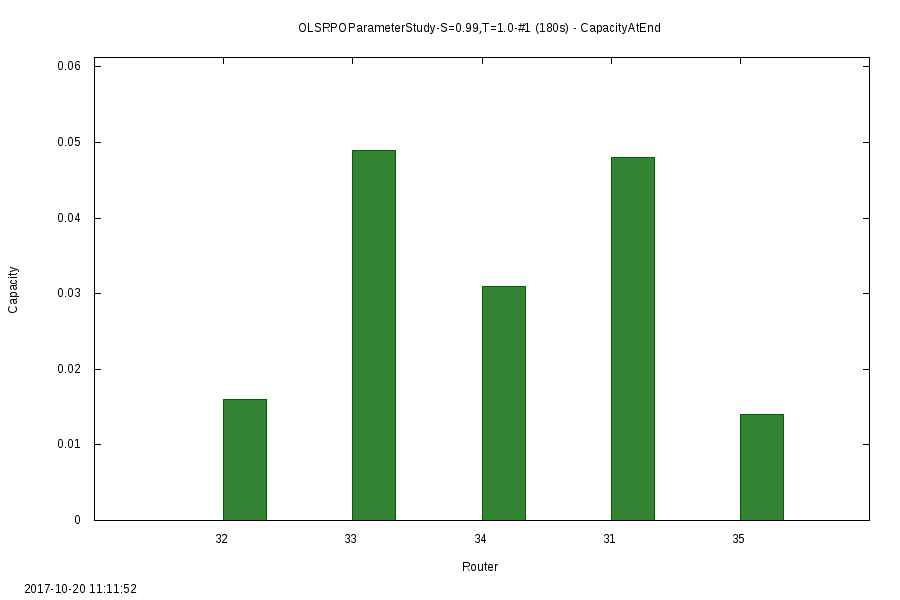 OLSRPOParameterStudy-S=0.99,T=1.0-#1 (180s) - CapacityAtEnd
0.06
0.05
0.04
0.03
0.02
0.01
0
Capacity
32 33 34 31 35
Router
2017-10-20 11:11:52